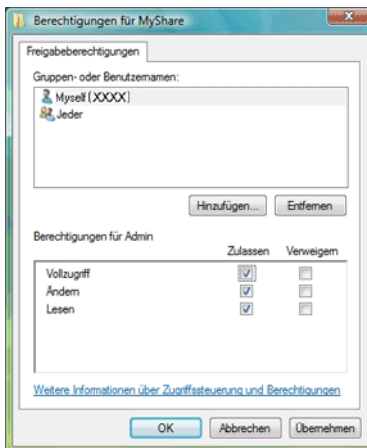 Berechtigungen für MyShare
Freigabeberechtigungen
Gruppen- oder Benutzernamen:
Myself (XXXX)
Jeder
Hinzufügen... Entfernen
Berechtigungen für Admin
Zulassen Verweigern
Vollzugriff
Ändern
Lesen
Weitere Informationen über Zugriffssteuerung und Berechtigungen
OK Abbrechen Übernehmen